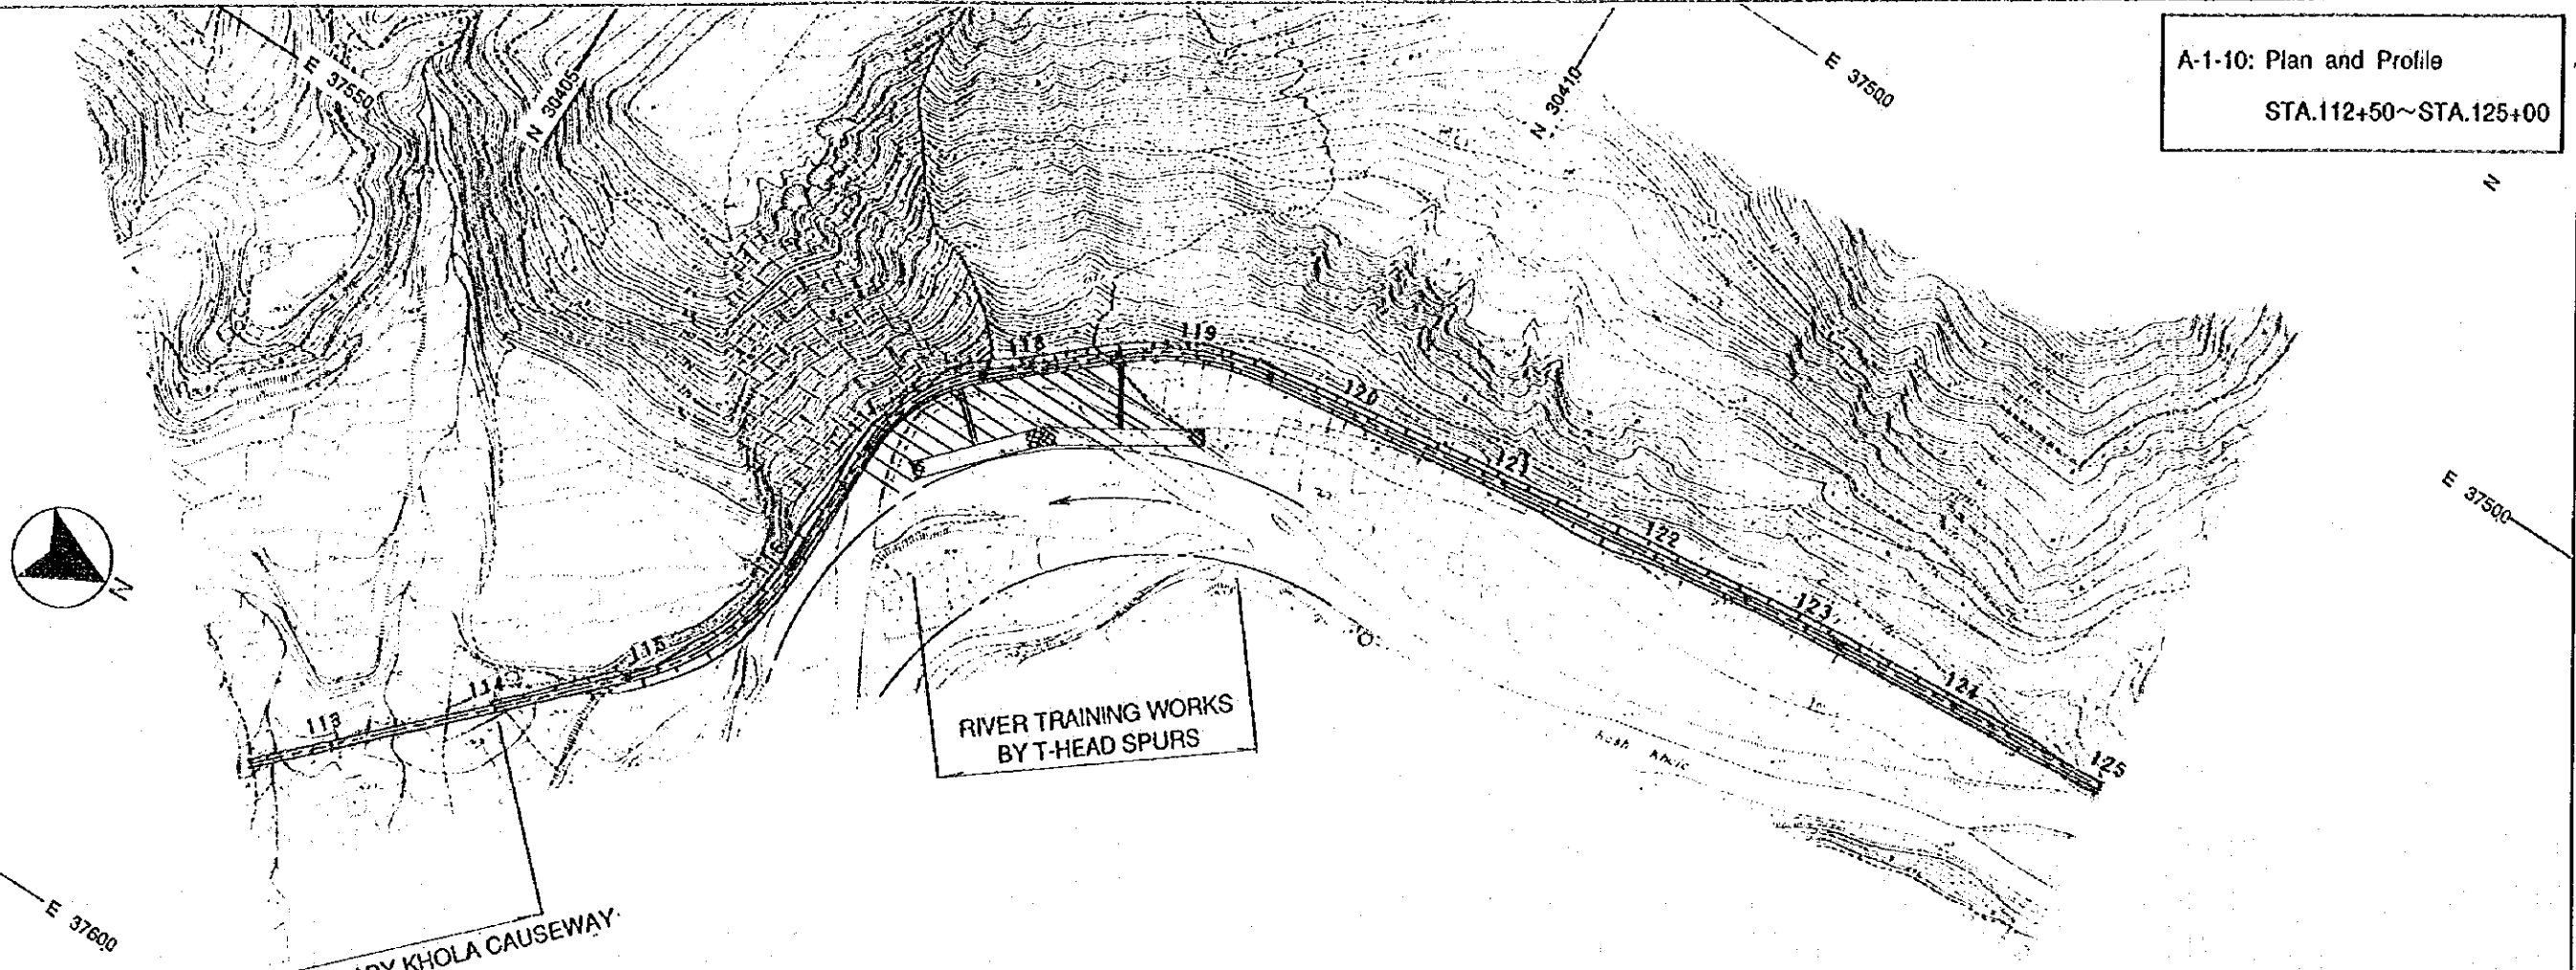 A-1-10: Plan and Profile
STA.112+50~STA.125+00
N
E 37550
N 30405
N 30410
E 37500
E 37500
E 37600
N
113
114
115
116
117
118
119
120
121
122
123
124
125
RIVER TRAINING WORKS
BY T-HEAD SPURS
KHOLA CAUSEWAY